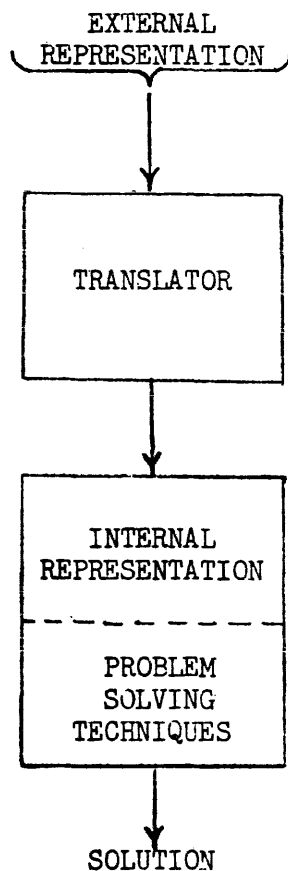 EXTERNAL
REPRESENTATION
TRANSLATOR
INTERNAL
REPRESENTATION
PROBLEM
SOLVING
TECHNIQUES
SOLUTION